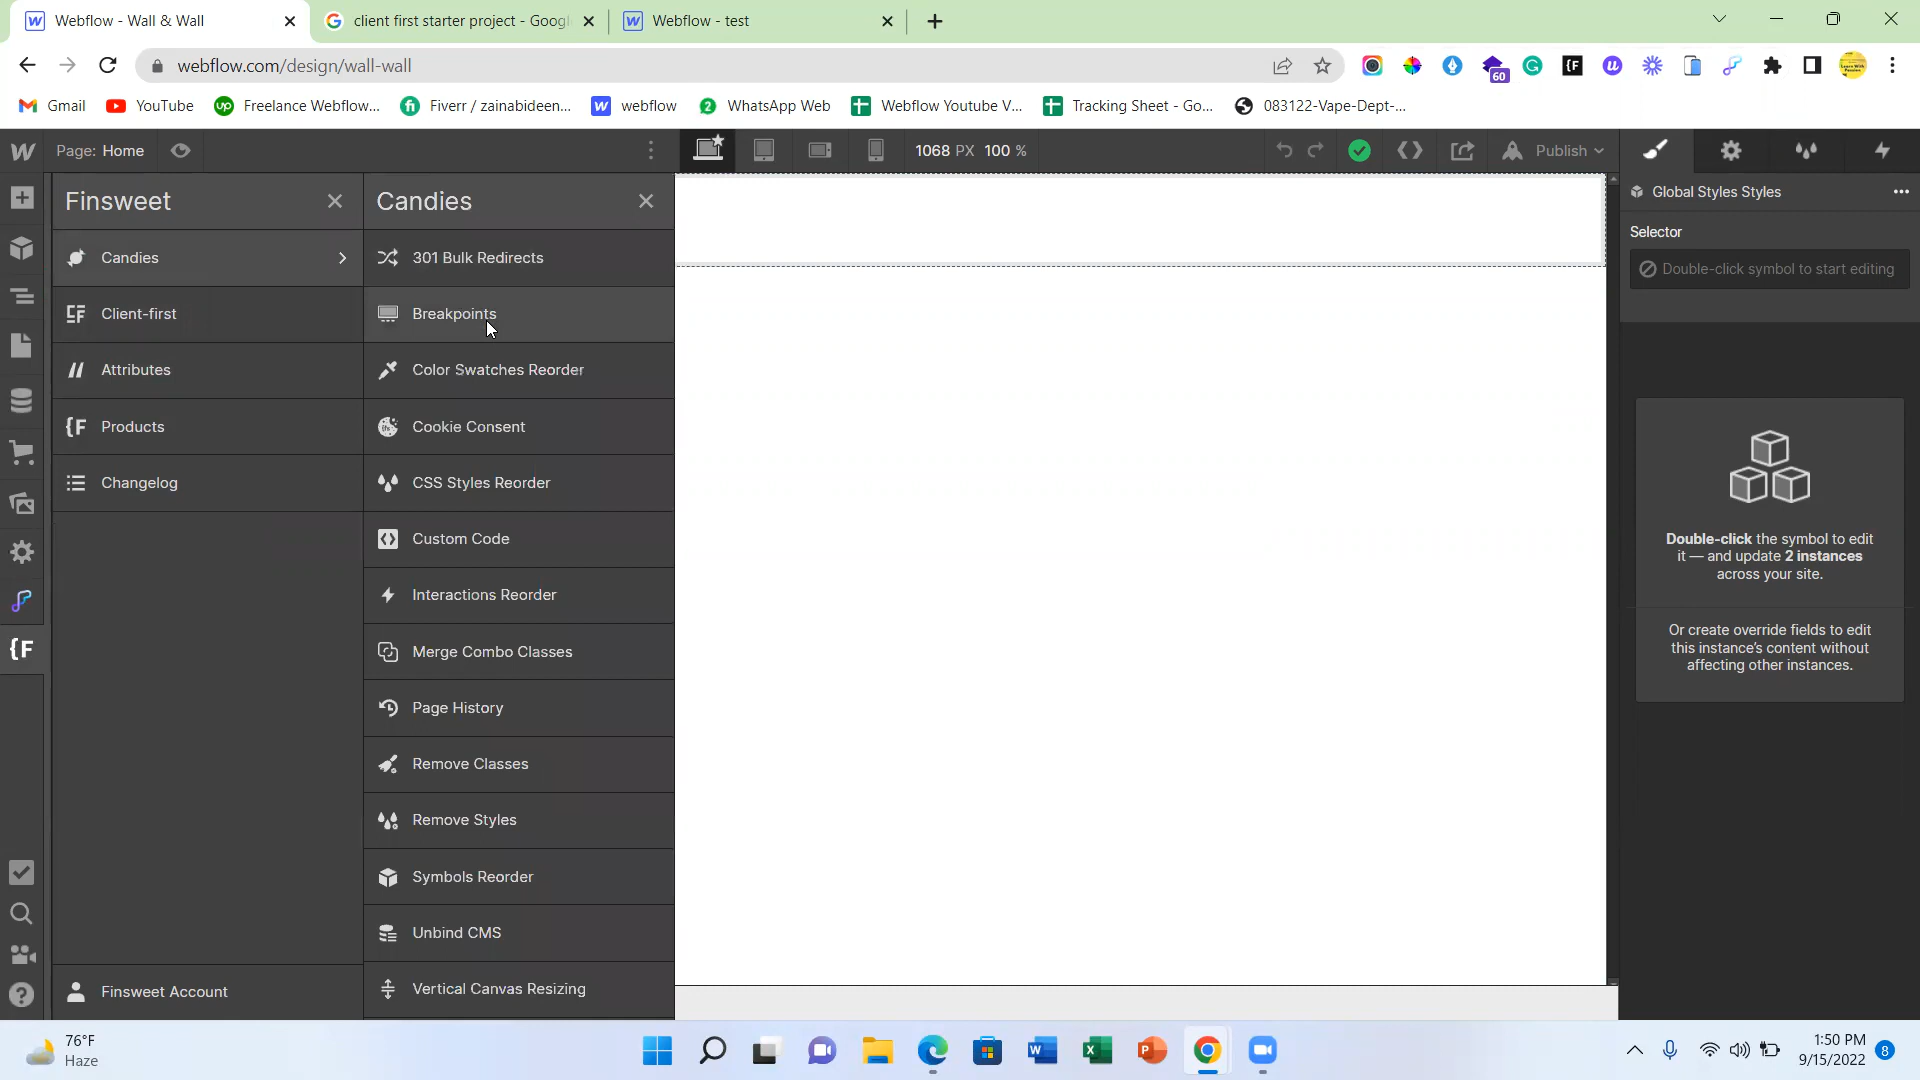 Webflow - Wall & Wall
client first starter project - Googl
Webflow - test
webflow.com/design/wall-wall
60
Gmail
YouTube
Freelance Webflow...
Fiverr / zainabideen...
webflow
WhatsApp Web
Webflow Youtube V...
Tracking Sheet - Go...
083122-Vape-Dept-...
Page: Home
1068 PX 100 %
Publish
Finsweet
Candies
Client-first
Attributes
Products
Changelog
Finsweet Account
Candies
301 Bulk Redirects
Breakpoints
Color Swatches Reorder
Cookie Consent
CSS Styles Reorder
Custom Code
Interactions Reorder
Merge Combo Classes
Page History
Remove Classes
Remove Styles
Symbols Reorder
Unbind CMS
Vertical Canvas Resizing
Global Styles Styles
Selector
Double-click symbol to start editing
Double-click the symbol to edit
it — and update 2 instances
across your site.
Or create override fields to edit
this instance's content without
affecting other instances.
76°F
Haze
1:50 PM
9/15/2022
8